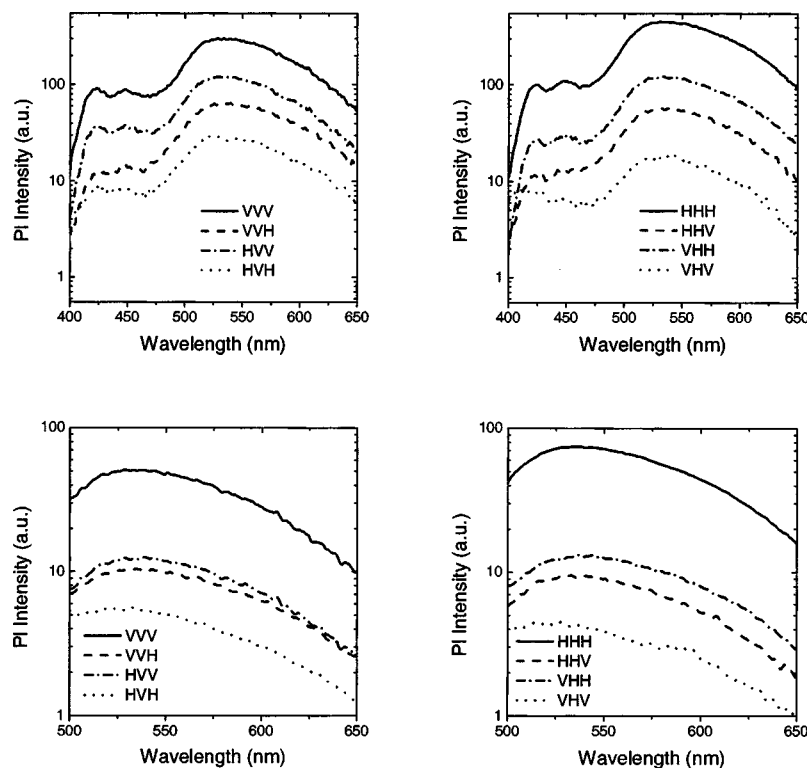 100
10
1
PI Intensity (a.u.)
VVV
VVH
HVV
HVH
400 450 500 550 600 650
Wavelength (nm)
100
10
1
PI Intensity (a.u.)
HHH
HHV
VHH
VHV
400 450 500 550 600 650
Wavelength (nm)
100
10
1
PI Intensity (a.u.)
VVV
VVH
HVV
HVH
500 550 600 650
Wavelength (nm)
100
10
1
PI Intensity (a.u.)
HHH
HHV
VHH
VHV
500 550 600 650
Wavelength (nm)